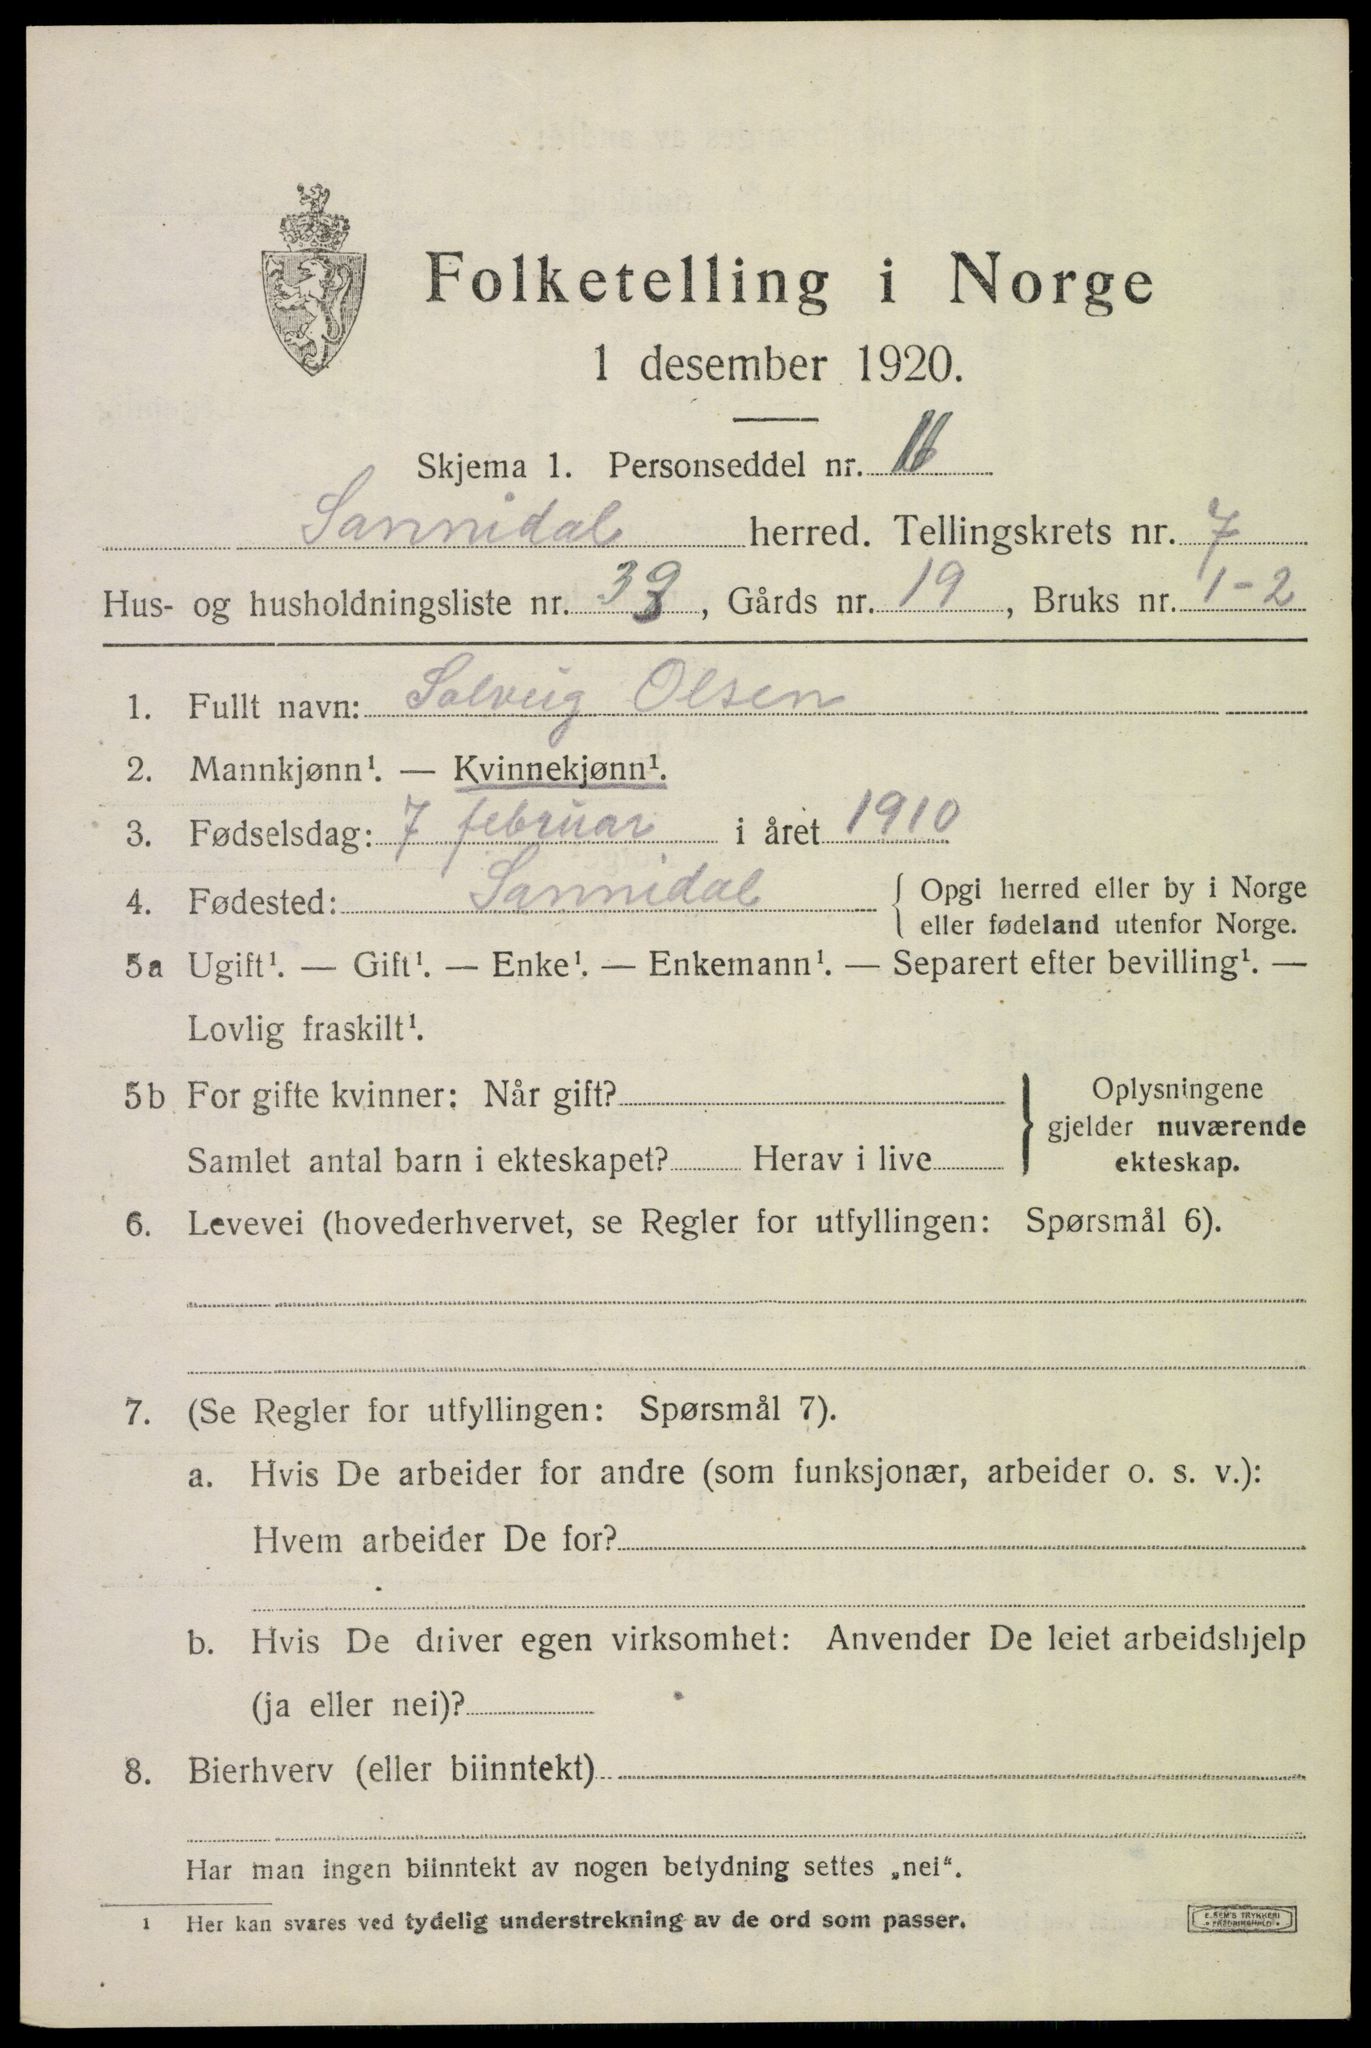 Folketelling i Norge
1 desember 1920.
Skjema 1. Personseddel nr.
Sannidal herred. Tellingskrets nr. 7
Hus- og husholdningsliste nr. 39, Gårds nr. 19, Bruks nr. 1-2
1. Fullt navn: Solveig Olsen
2. Mannkjønn¹. — Kvinnekjønn¹.
3. Fødselsdag: 7 februar i året 1910
4. Fødested: Sannidal { Opgi herred eller by i Norge
eller fødeland utenfor Norge.
5a Ugift¹. — Gift¹. — Enke¹. — Enkemann¹. — Separert efter bevilling¹. —
Lovlig fraskilt¹.
5b For gifte kvinner: Når gift? } Oplysningene
gjelder nuværende
Samlet antal barn i ekteskapet? Herav i live ekteskap.
6. Levevei (hovederhvervet, se Regler for utfyllingen: Spørsmål 6).
7. (Se Regler for utfyllingen: Spørsmål 7).
a. Hvis De arbeider for andre (som funksjonær, arbeider o. s. v.):
Hvem arbeider De for?
b. Hvis De driver egen virksomhet: Anvender De leiet arbeidshjelp
(ja eller nei)?
8. Bierhverv (eller biinntekt)
Har man ingen biinntekt av nogen betydning settes „nei“.
¹ Her kan svares ved tydelig understrekning av de ord som passer.
E. SEM'S TRYKKERI
• FREDRIKSHALD •